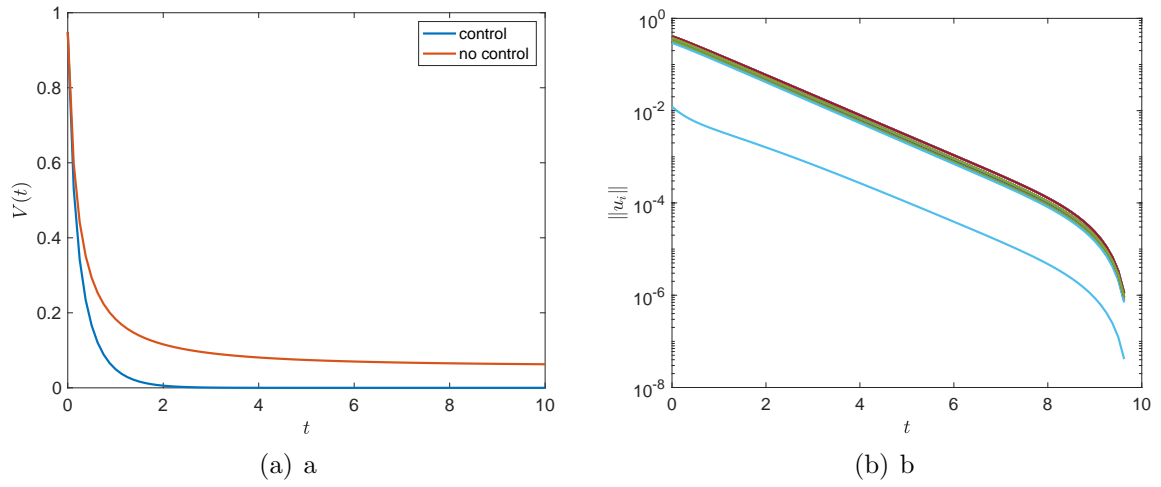 1
control
no control
0.8
0.6
V(t)
0.4
0.2
0
0 2 4 6 8 10
t
(a) a
10^0
10^-2
‖u_i‖
10^-4
10^-6
10^-8
0 2 4 6 8 10
t
(b) b